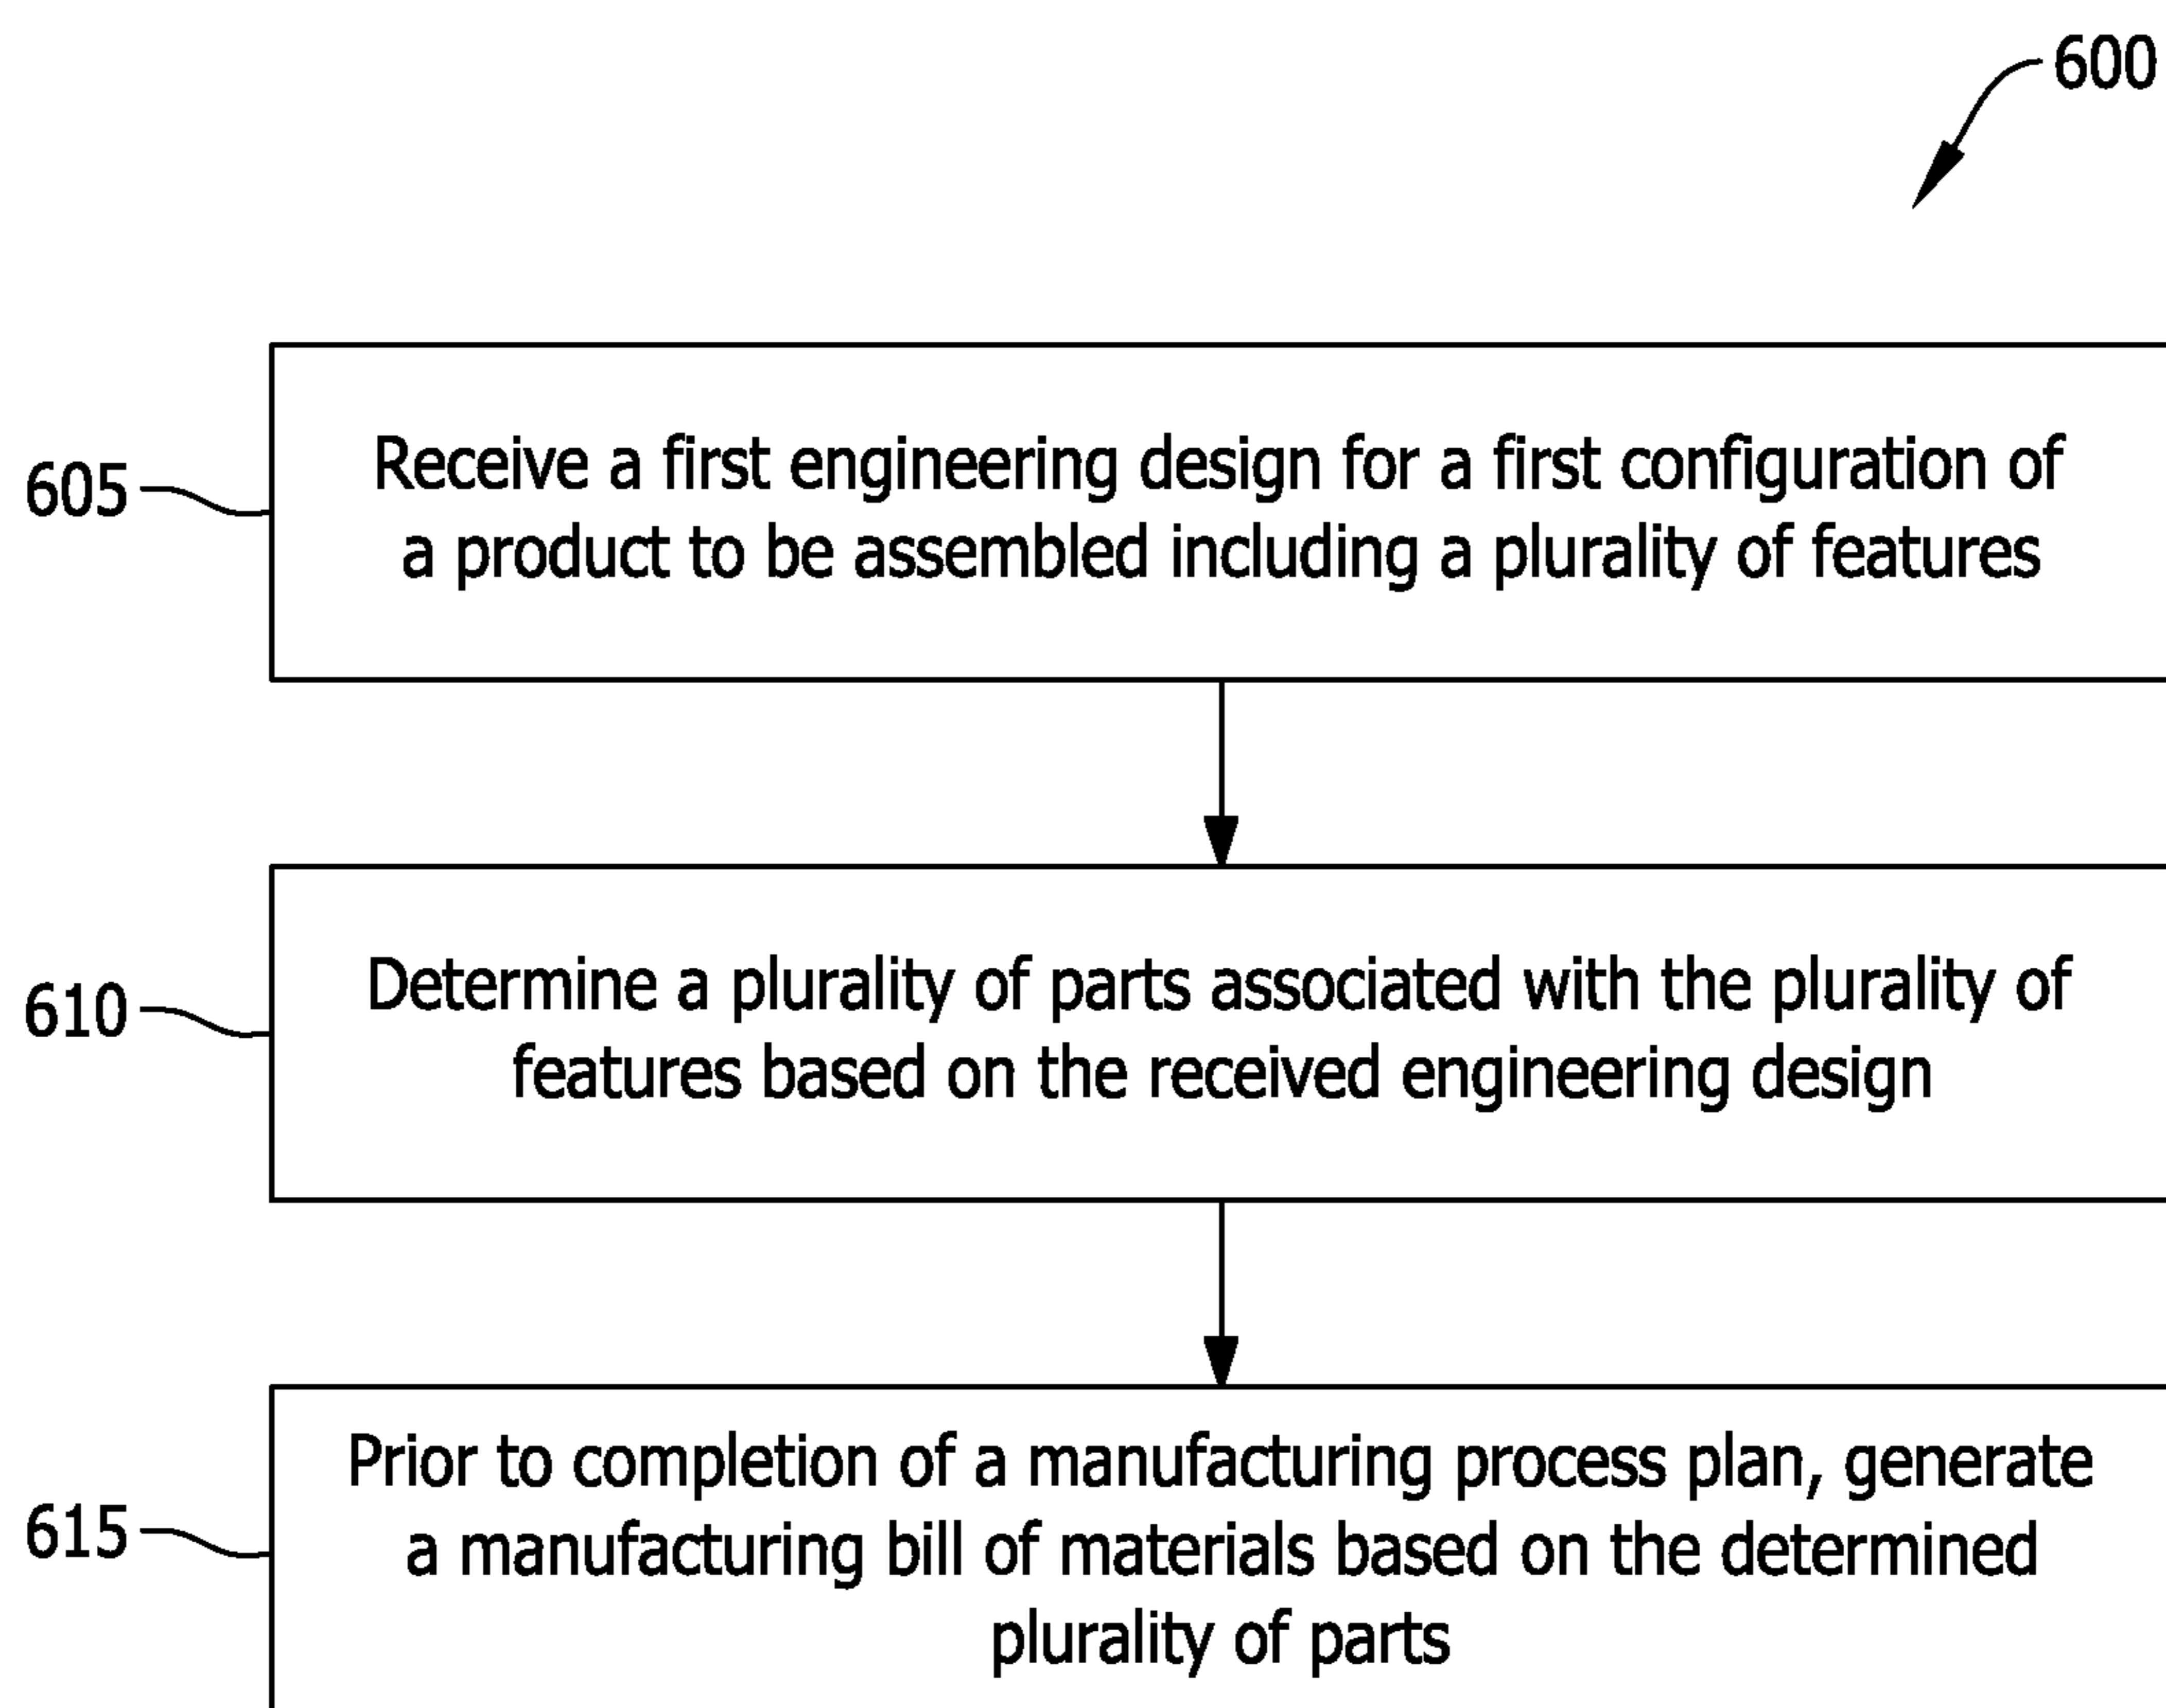 600
605
Receive a first engineering design for a first configuration of
a product to be assembled including a plurality of features
610
Determine a plurality of parts associated with the plurality of
features based on the received engineering design
615
Prior to completion of a manufacturing process plan, generate
a manufacturing bill of materials based on the determined
plurality of parts